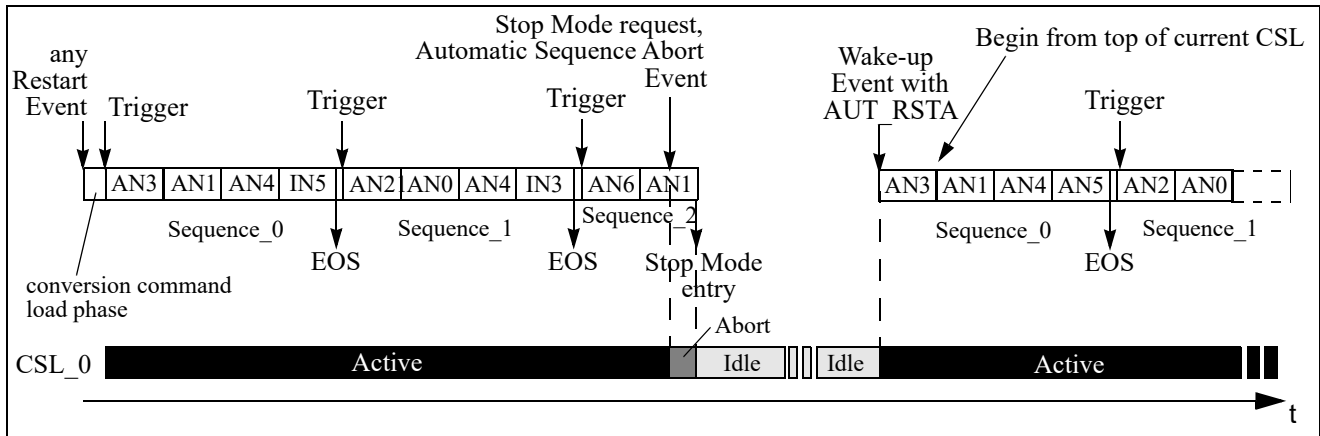 Stop Mode request,
Automatic Sequence Abort
Event
any
Restart
Event
Trigger
Trigger
Trigger
Wake-up
Event with
AUT_RSTA
Begin from top of current CSL
Trigger
AN3 AN1 AN4 IN5 AN21 AN0 AN4 IN3 AN6 AN1
AN3 AN1 AN4 AN5 AN2 AN0
Sequence_0
Sequence_1
Sequence_2
Sequence_0
Sequence_1
EOS
EOS
Stop Mode
entry
EOS
conversion command
load phase
Abort
CSL_0
Active
Idle
Idle
Active
t